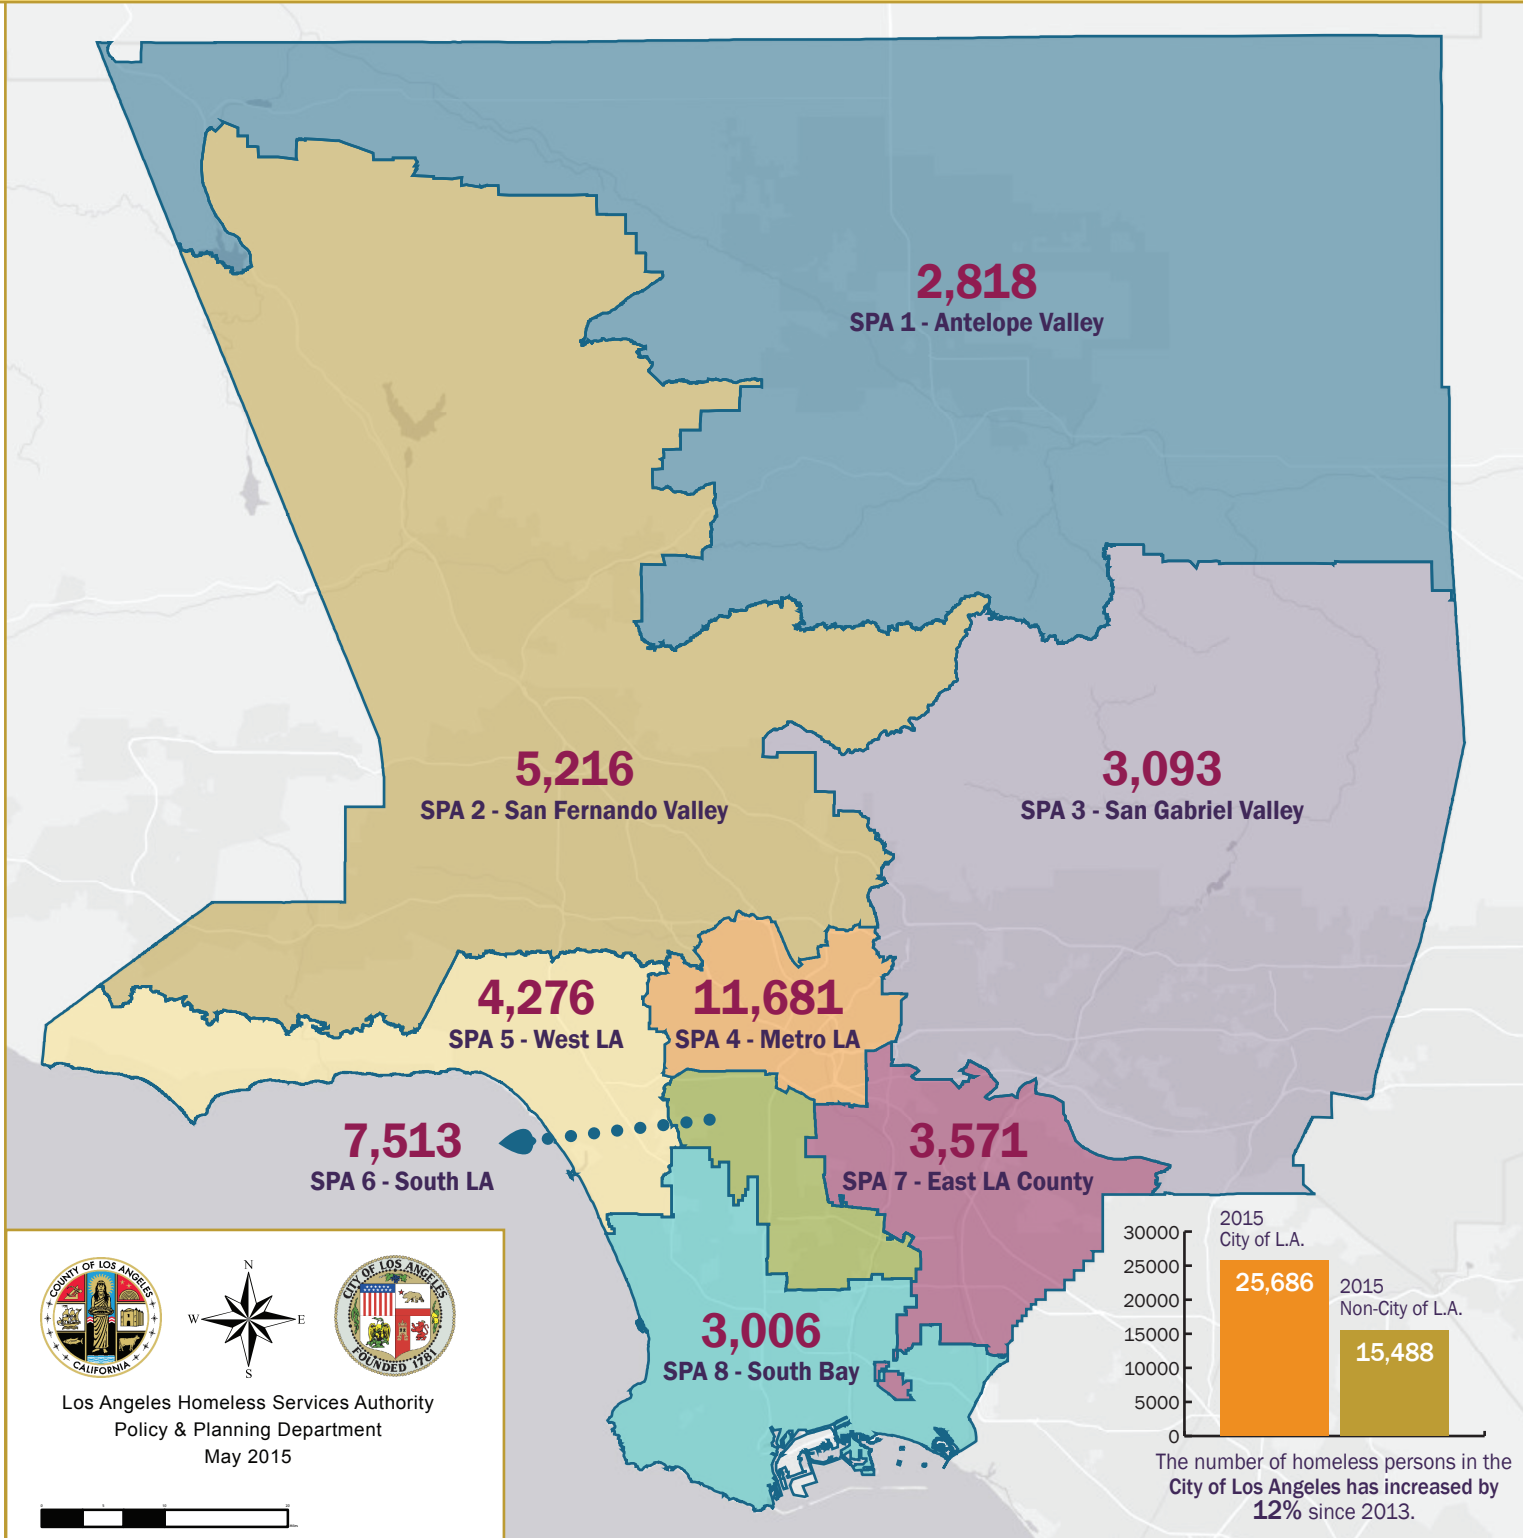 2,818
SPA 1 - Antelope Valley
5,216
SPA 2 - San Fernando Valley
3,093
SPA 3 - San Gabriel Valley
4,276
SPA 5 - West LA
11,681
SPA 4 - Metro LA
7,513
SPA 6 - South LA
3,571
SPA 7 - East LA County
3,006
SPA 8 - South Bay
COUNTY OF LOS ANGELES
CALIFORNIA
N
W
E
S
CITY OF LOS ANGELES
FOUNDED 1781
Los Angeles Homeless Services Authority
Policy & Planning Department
May 2015
2015
City of L.A.
25,686
2015
Non-City of L.A.
15,488
30000
25000
20000
15000
10000
5000
0
The number of homeless persons in the
City of Los Angeles has increased by
12% since 2013.